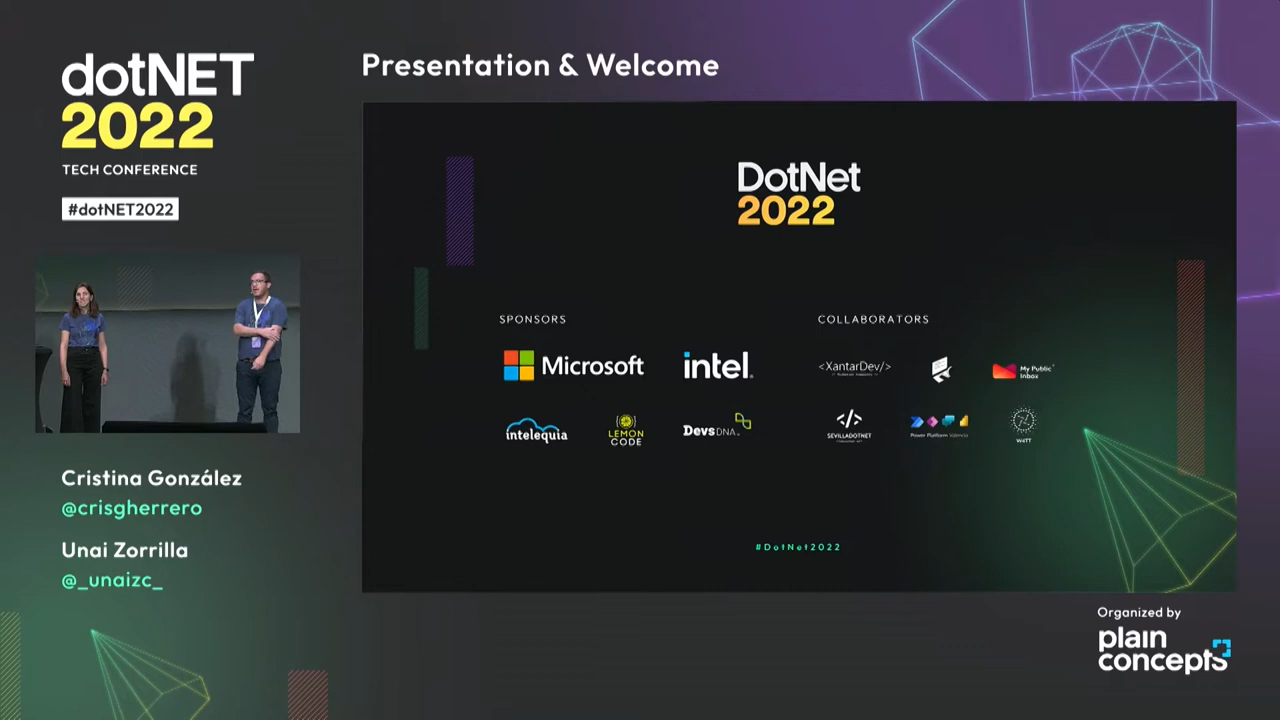 dotNET
2022
TECH CONFERENCE
#dotNET2022
Cristina González
@crisgherrero
Unai Zorrilla
@_unaizc_
Presentation & Welcome
DotNet
2022
SPONSORS
Microsoft
intel.
intelequia
LEMON
CODE
DevsDNA
COLLABORATORS
<XantarDev/>
My Public
Inbox
</>
SEVILLADOTNET
Power Platform Valencia
WeTT
#DotNet2022
Organized by
plain
concepts